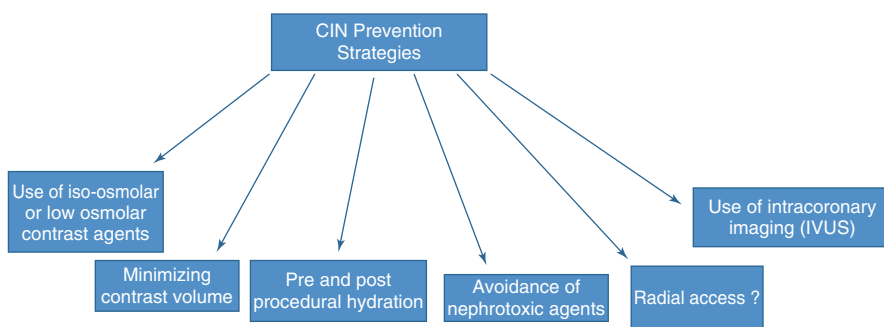 CIN Prevention
Strategies
Use of iso-osmolar
or low osmolar
contrast agents
Minimizing
contrast volume
Pre and post
procedural hydration
Avoidance of
nephrotoxic agents
Radial access ?
Use of intracoronary
imaging (IVUS)